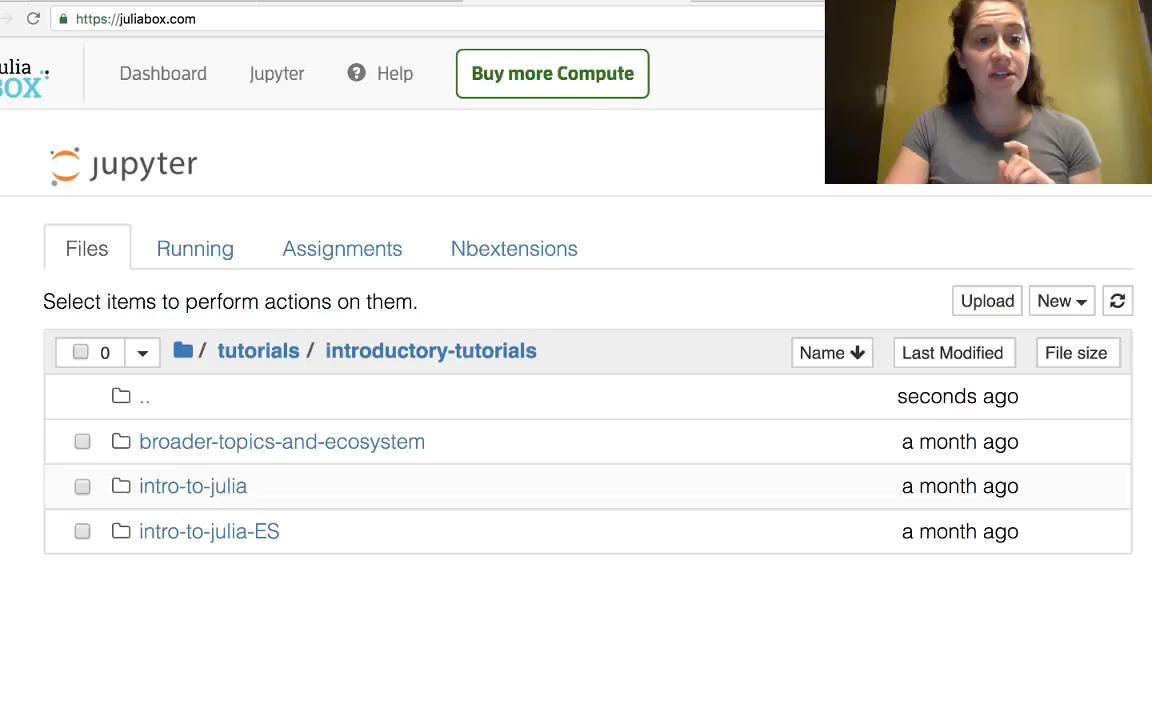 https://juliabox.com
ulia
BOX
Dashboard Jupyter ? Help Buy more Compute
jupyter
Files Running Assignments Nbextensions
Select items to perform actions on them. Upload New
0 / tutorials / introductory-tutorials Name Last Modified File size
.. seconds ago
broader-topics-and-ecosystem a month ago
intro-to-julia a month ago
intro-to-julia-ES a month ago